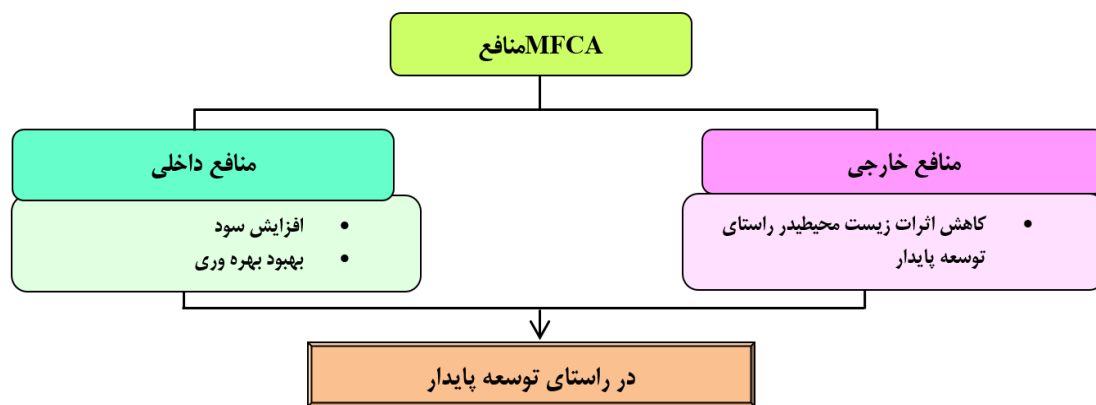 منافعMFCA
منافع خارجی
منافع داخلی
• کاهش اثرات زیست محیطیدر راستای
توسعه پایدار
• افزایش سود
• بهبود بهره وری
در راستای توسعه پایدار